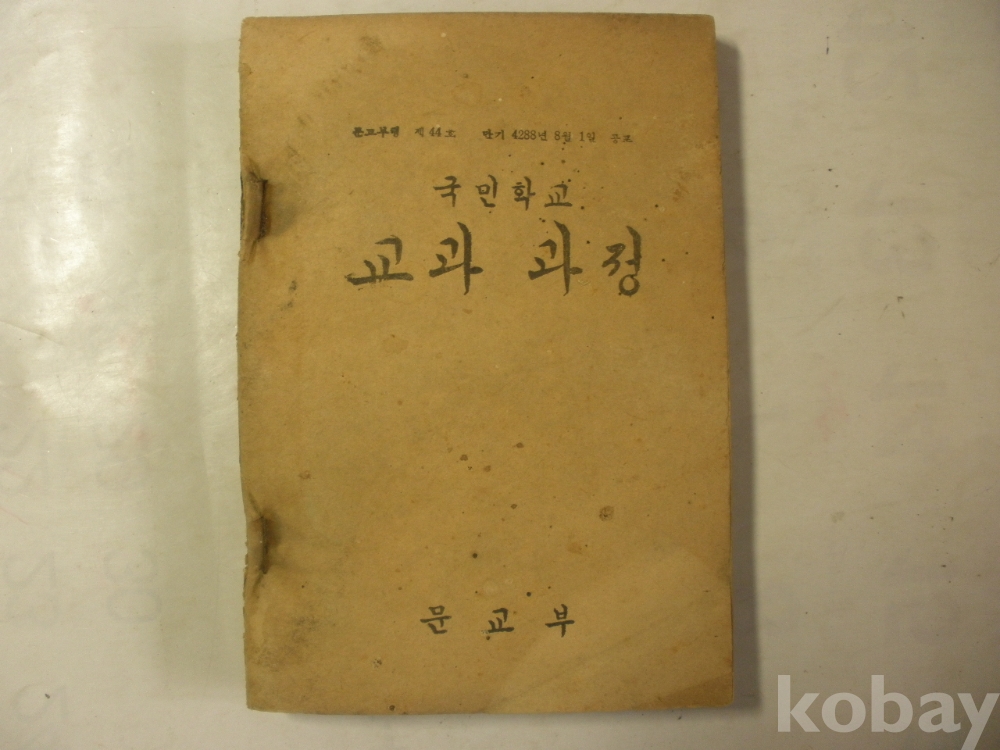 문교부령 제44호 단기 4288년 8월 1일 공포
국민학교
교과 과정
문교부
kobay